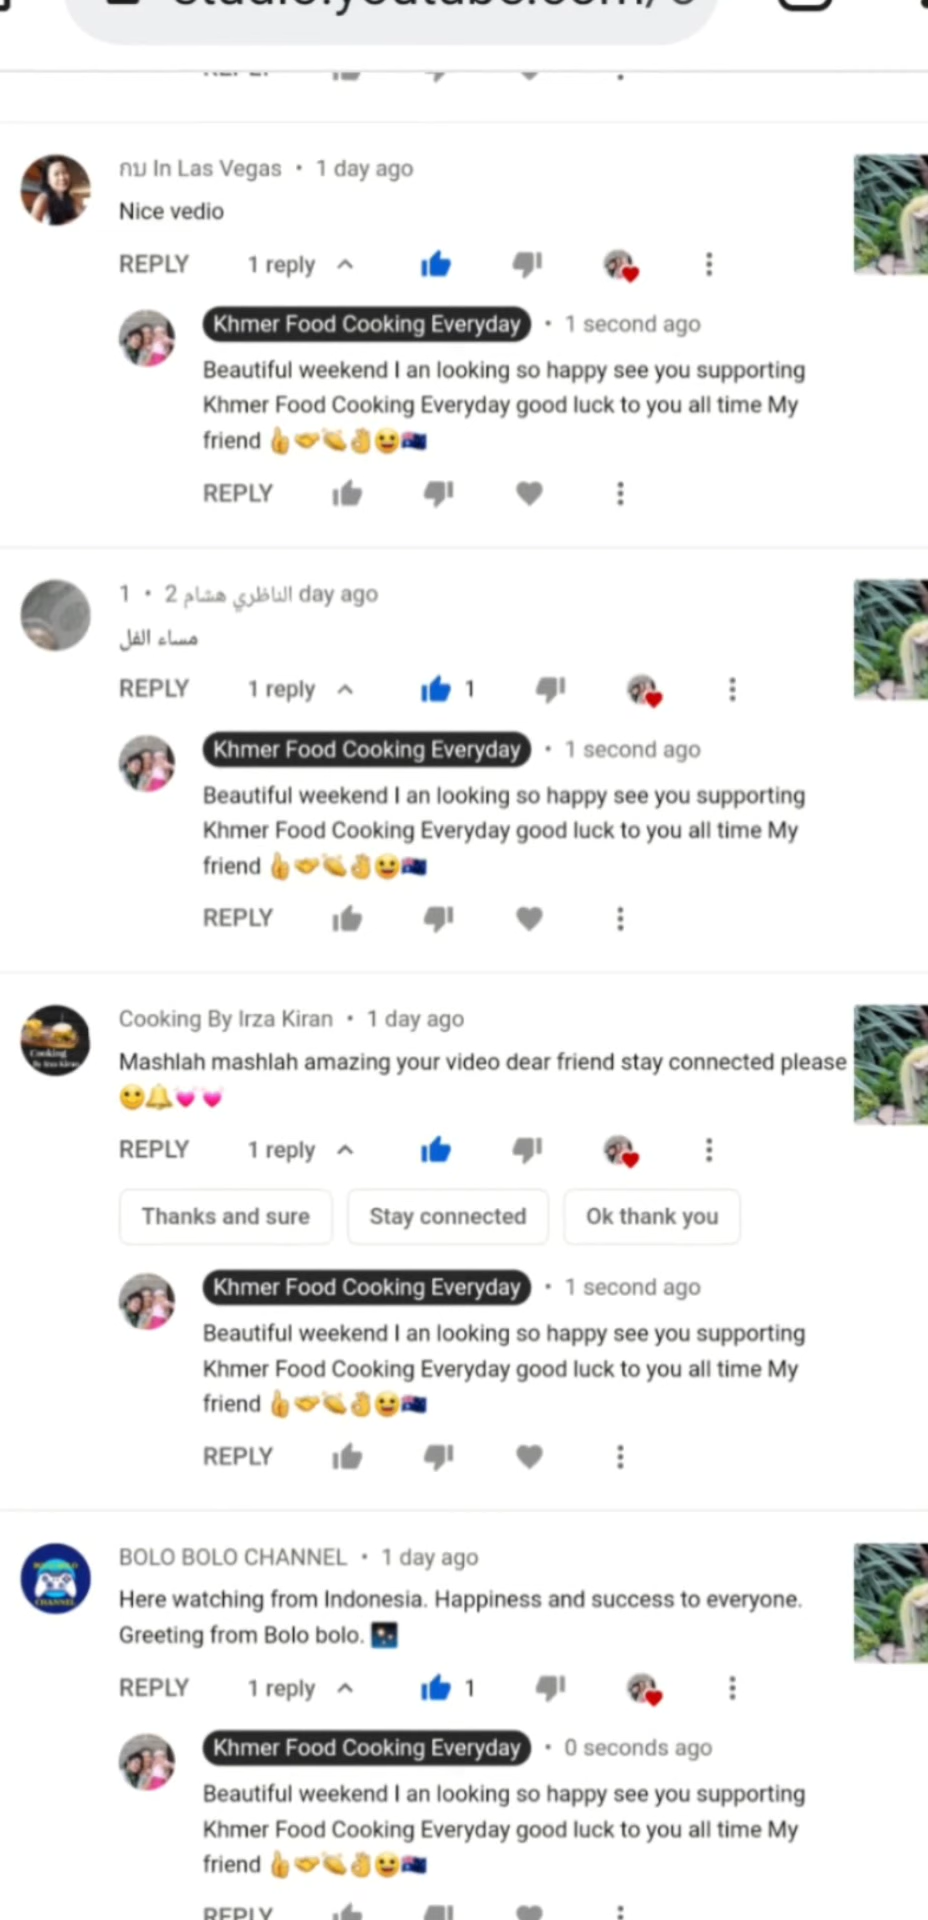 กบ In Las Vegas • 1 day ago
Nice vedio
REPLY 1 reply
Khmer Food Cooking Everyday • 1 second ago
Beautiful weekend I an looking so happy see you supporting
Khmer Food Cooking Everyday good luck to you all time My
friend 👍🤝👏👌😀🇦🇺
REPLY
1 • 2 الناظري هشام day ago
مساء الفل
REPLY 1 reply 1
Khmer Food Cooking Everyday • 1 second ago
Beautiful weekend I an looking so happy see you supporting
Khmer Food Cooking Everyday good luck to you all time My
friend 👍🤝👏👌😀🇦🇺
REPLY
Cooking By Irza Kiran • 1 day ago
Mashlah mashlah amazing your video dear friend stay connected please
🙂🔔💓💓
REPLY 1 reply
Thanks and sure Stay connected Ok thank you
Khmer Food Cooking Everyday • 1 second ago
Beautiful weekend I an looking so happy see you supporting
Khmer Food Cooking Everyday good luck to you all time My
friend 👍🤝👏👌😀🇦🇺
REPLY
BOLO BOLO CHANNEL • 1 day ago
Here watching from Indonesia. Happiness and success to everyone.
Greeting from Bolo bolo. 🎆
REPLY 1 reply 1
Khmer Food Cooking Everyday • 0 seconds ago
Beautiful weekend I an looking so happy see you supporting
Khmer Food Cooking Everyday good luck to you all time My
friend 👍🤝👏👌😀🇦🇺
REPLY